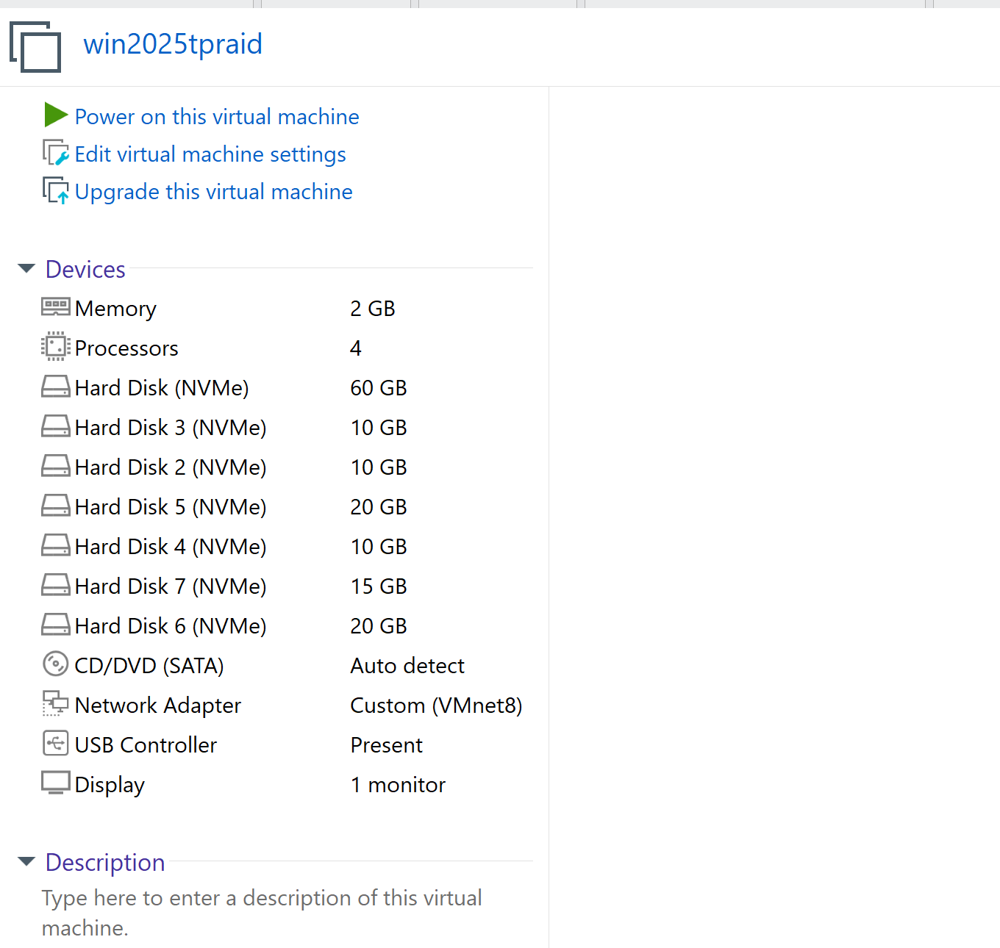 win2025tpraid
Power on this virtual machine
Edit virtual machine settings
Upgrade this virtual machine
Devices
Memory 2 GB
Processors 4
Hard Disk (NVMe) 60 GB
Hard Disk 3 (NVMe) 10 GB
Hard Disk 2 (NVMe) 10 GB
Hard Disk 5 (NVMe) 20 GB
Hard Disk 4 (NVMe) 10 GB
Hard Disk 7 (NVMe) 15 GB
Hard Disk 6 (NVMe) 20 GB
CD/DVD (SATA) Auto detect
Network Adapter Custom (VMnet8)
USB Controller Present
Display 1 monitor
Description
Type here to enter a description of this virtual
machine.